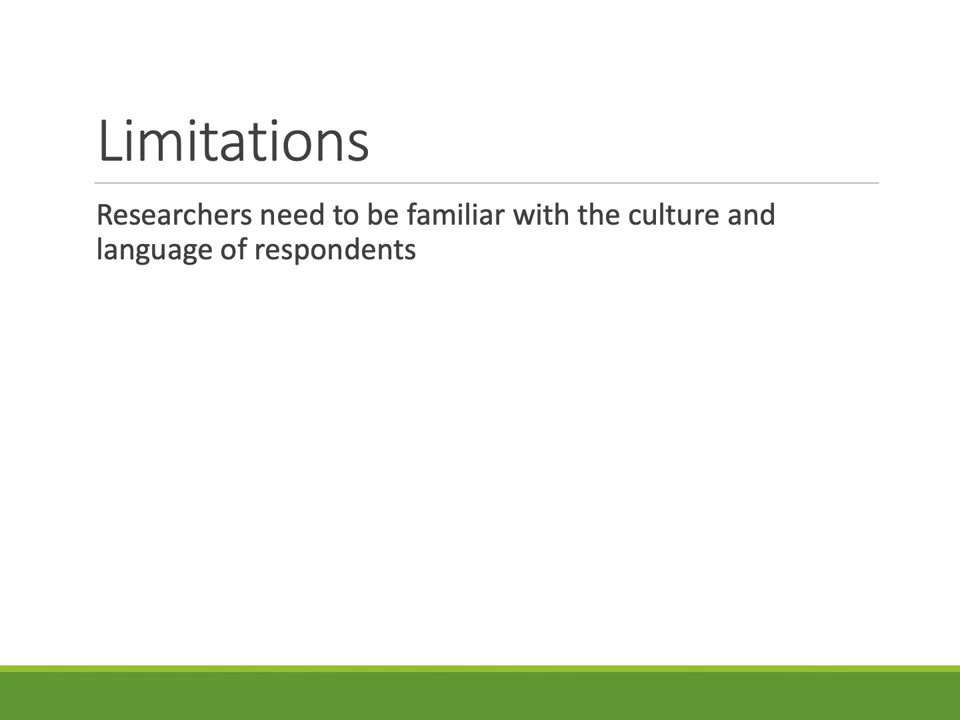 Limitations
Researchers need to be familiar with the culture and
language of respondents